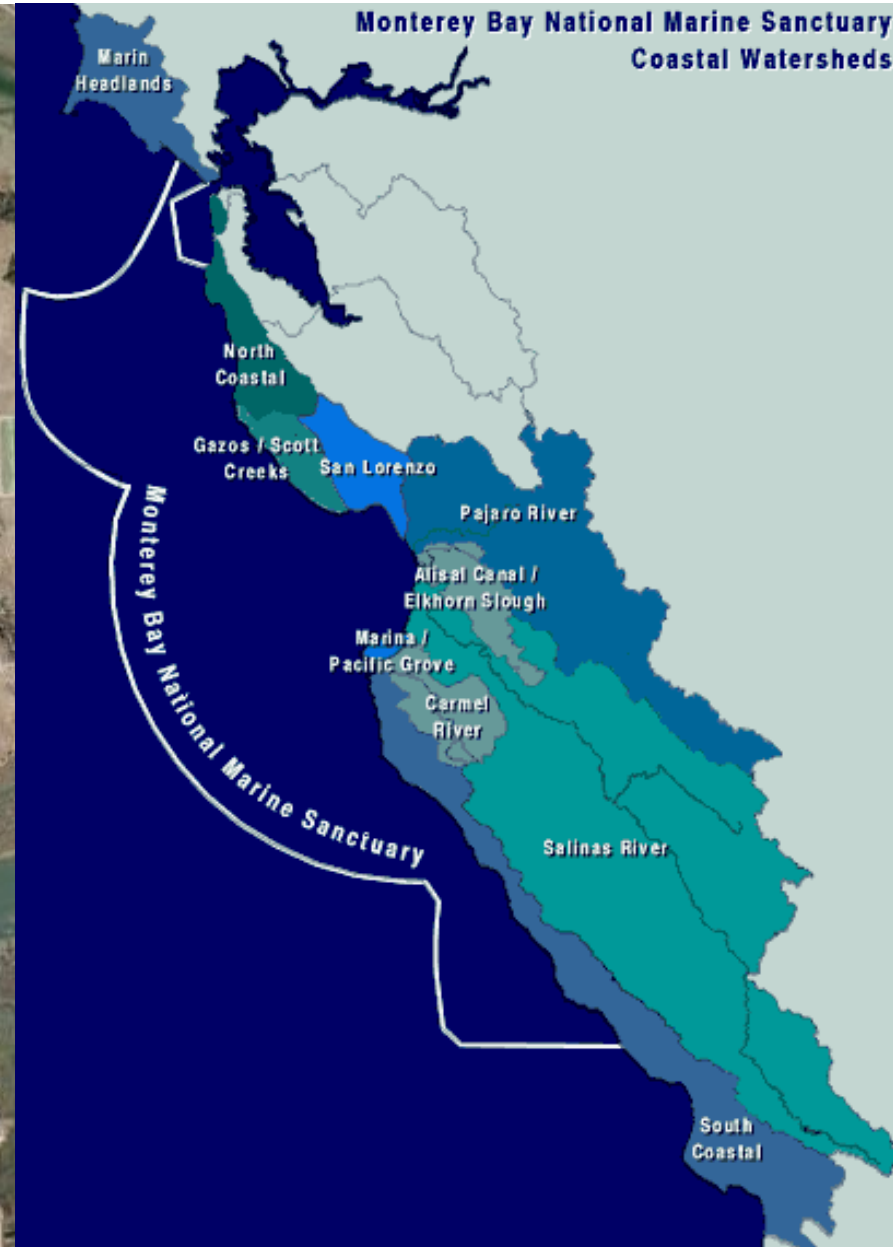 Monterey Bay National Marine Sanctuary
Coastal Watersheds
Marin
Headlands
North
Coastal
Gazos / Scott
Creeks
San Lorenzo
Pajaro River
Alisal Canal /
Elkhorn Slough
Marina /
Pacific Grove
Carmel
River
Monterey Bay National Marine Sanctuary
Salinas River
South
Coastal